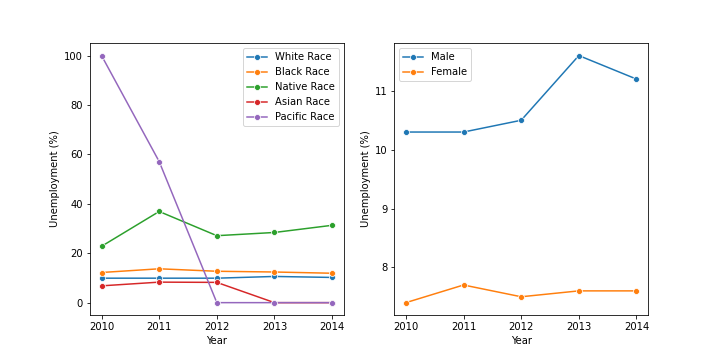 Unemployment (%)
100
80
60
40
20
0
2010 2011 2012 2013 2014
Year
White Race
Black Race
Native Race
Asian Race
Pacific Race
Unemployment (%)
11
10
9
8
2010 2011 2012 2013 2014
Year
Male
Female